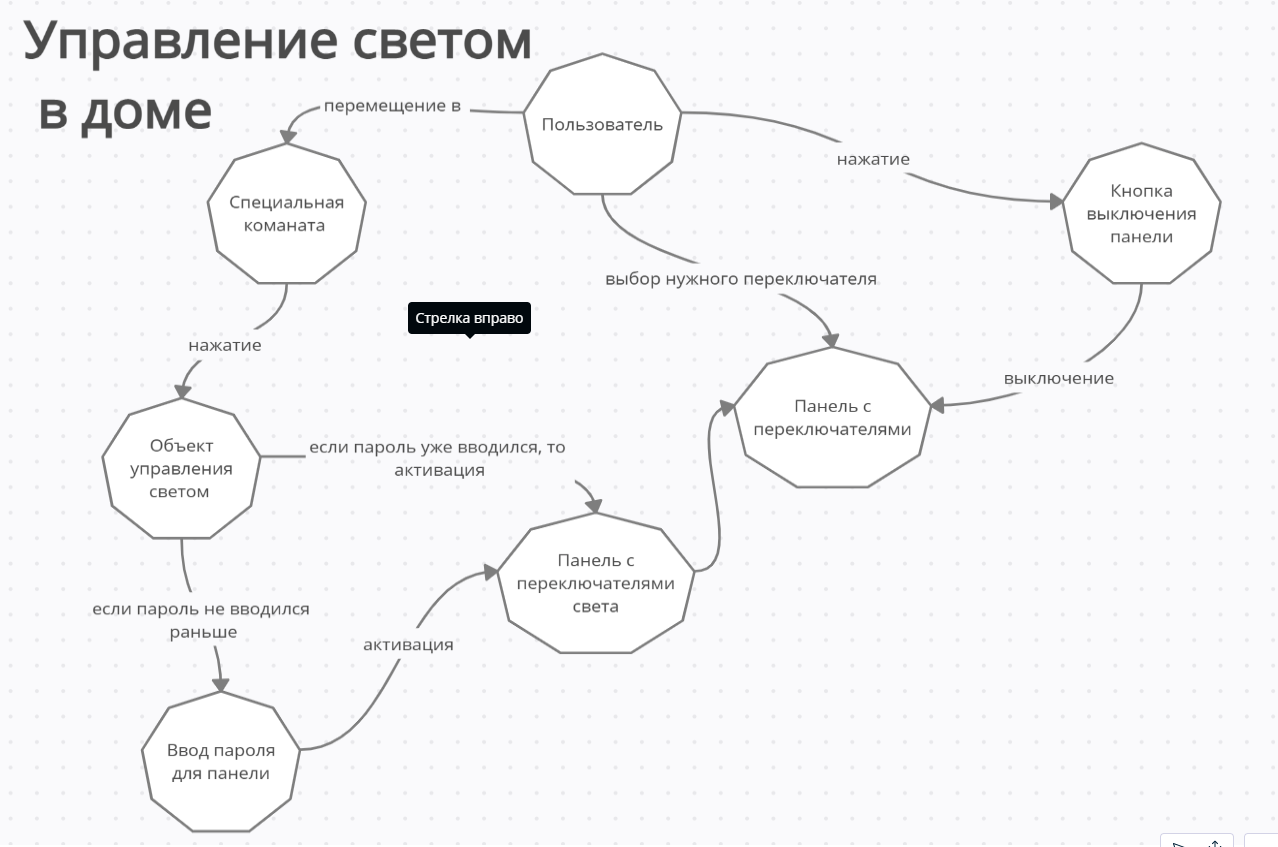 Управление светом
в доме
перемещение в
Пользователь
нажатие
Специальная
команата
Кнопка
выключения
панели
выбор нужного переключателя
Стрелка вправо
нажатие
выключение
Панель с
переключателями
Объект
управления
светом
если пароль уже вводился, то
активация
Панель с
переключателями
света
если пароль не вводился
раньше
активация
Ввод пароля
для панели